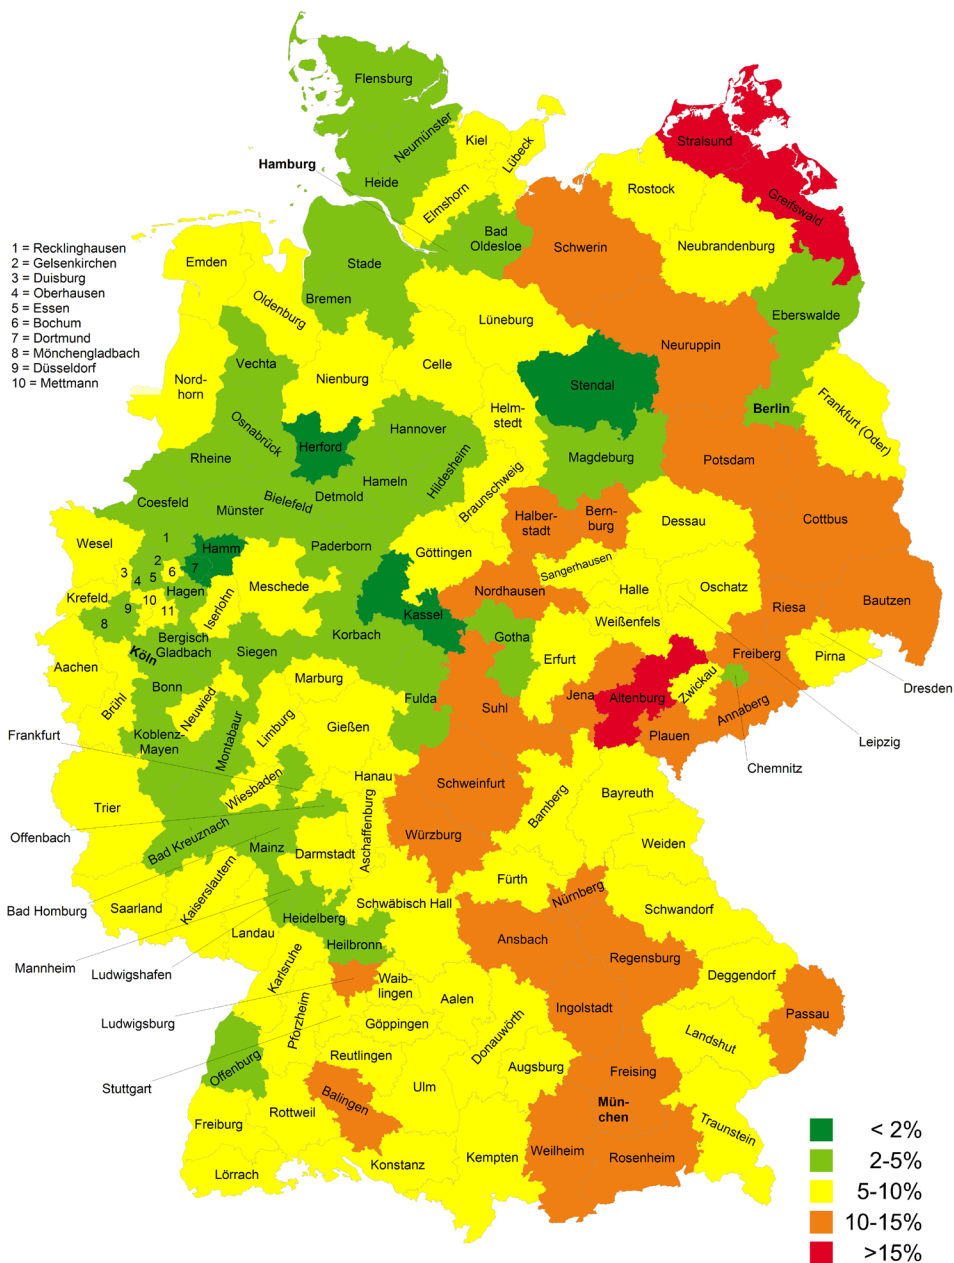 Flensburg
Neumünster
Kiel
Lübeck
Hamburg
Heide
Elmshorn
Stralsund
Rostock
Greifswald
Bad
Oldesloe
Schwerin
Neubrandenburg
1 = Recklinghausen
2 = Gelsenkirchen
3 = Duisburg
4 = Oberhausen
5 = Essen
6 = Bochum
7 = Dortmund
8 = Mönchengladbach
9 = Düsseldorf
10 = Mettmann
Emden
Stade
Bremen
Oldenburg
Lüneburg
Eberswalde
Neuruppin
Vechta
Nord-
horn
Nienburg
Celle
Stendal
Berlin
Frankfurt (Oder)
Helm-
stedt
Osnabrück
Herford
Hannover
Rheine
Hameln
Hildesheim
Magdeburg
Potsdam
Braunschweig
Coesfeld
Münster
Bielefeld
Detmold
Halber-
stadt
Bern-
burg
Dessau
Cottbus
Wesel
1
2
3
4
5
6
7
Hamm
Paderborn
Göttingen
Sangerhausen
Krefeld
8
9
10
11
Hagen
Iserlohn
Meschede
Kassel
Nordhausen
Halle
Oschatz
Riesa
Bautzen
Weißenfels
Köln
Bergisch
Gladbach
Siegen
Korbach
Gotha
Erfurt
Freiberg
Pirna
Dresden
Aachen
Brühl
Bonn
Neuwied
Marburg
Fulda
Suhl
Jena
Altenburg
Zwickau
Annaberg
Plauen
Leipzig
Chemnitz
Frankfurt
Koblenz-
Mayen
Montabaur
Limburg
Gießen
Hanau
Wiesbaden
Schweinfurt
Bamberg
Bayreuth
Trier
Offenbach
Bad Kreuznach
Mainz
Darmstadt
Aschaffenburg
Würzburg
Weiden
Bad Homburg
Saarland
Kaiserslautern
Landau
Heidelberg
Schwäbisch Hall
Fürth
Nürnberg
Schwandorf
Heilbronn
Ansbach
Regensburg
Mannheim
Ludwigshafen
Karlsruhe
Waib-
lingen
Aalen
Ingolstadt
Deggendorf
Passau
Ludwigsburg
Pforzheim
Göppingen
Donauwörth
Landshut
Stuttgart
Offenburg
Reutlingen
Ulm
Augsburg
Freising
Mün-
chen
Balingen
Rottweil
Freiburg
Lörrach
Konstanz
Kempten
Weilheim
Rosenheim
Traunstein
< 2%
2-5%
5-10%
10-15%
>15%